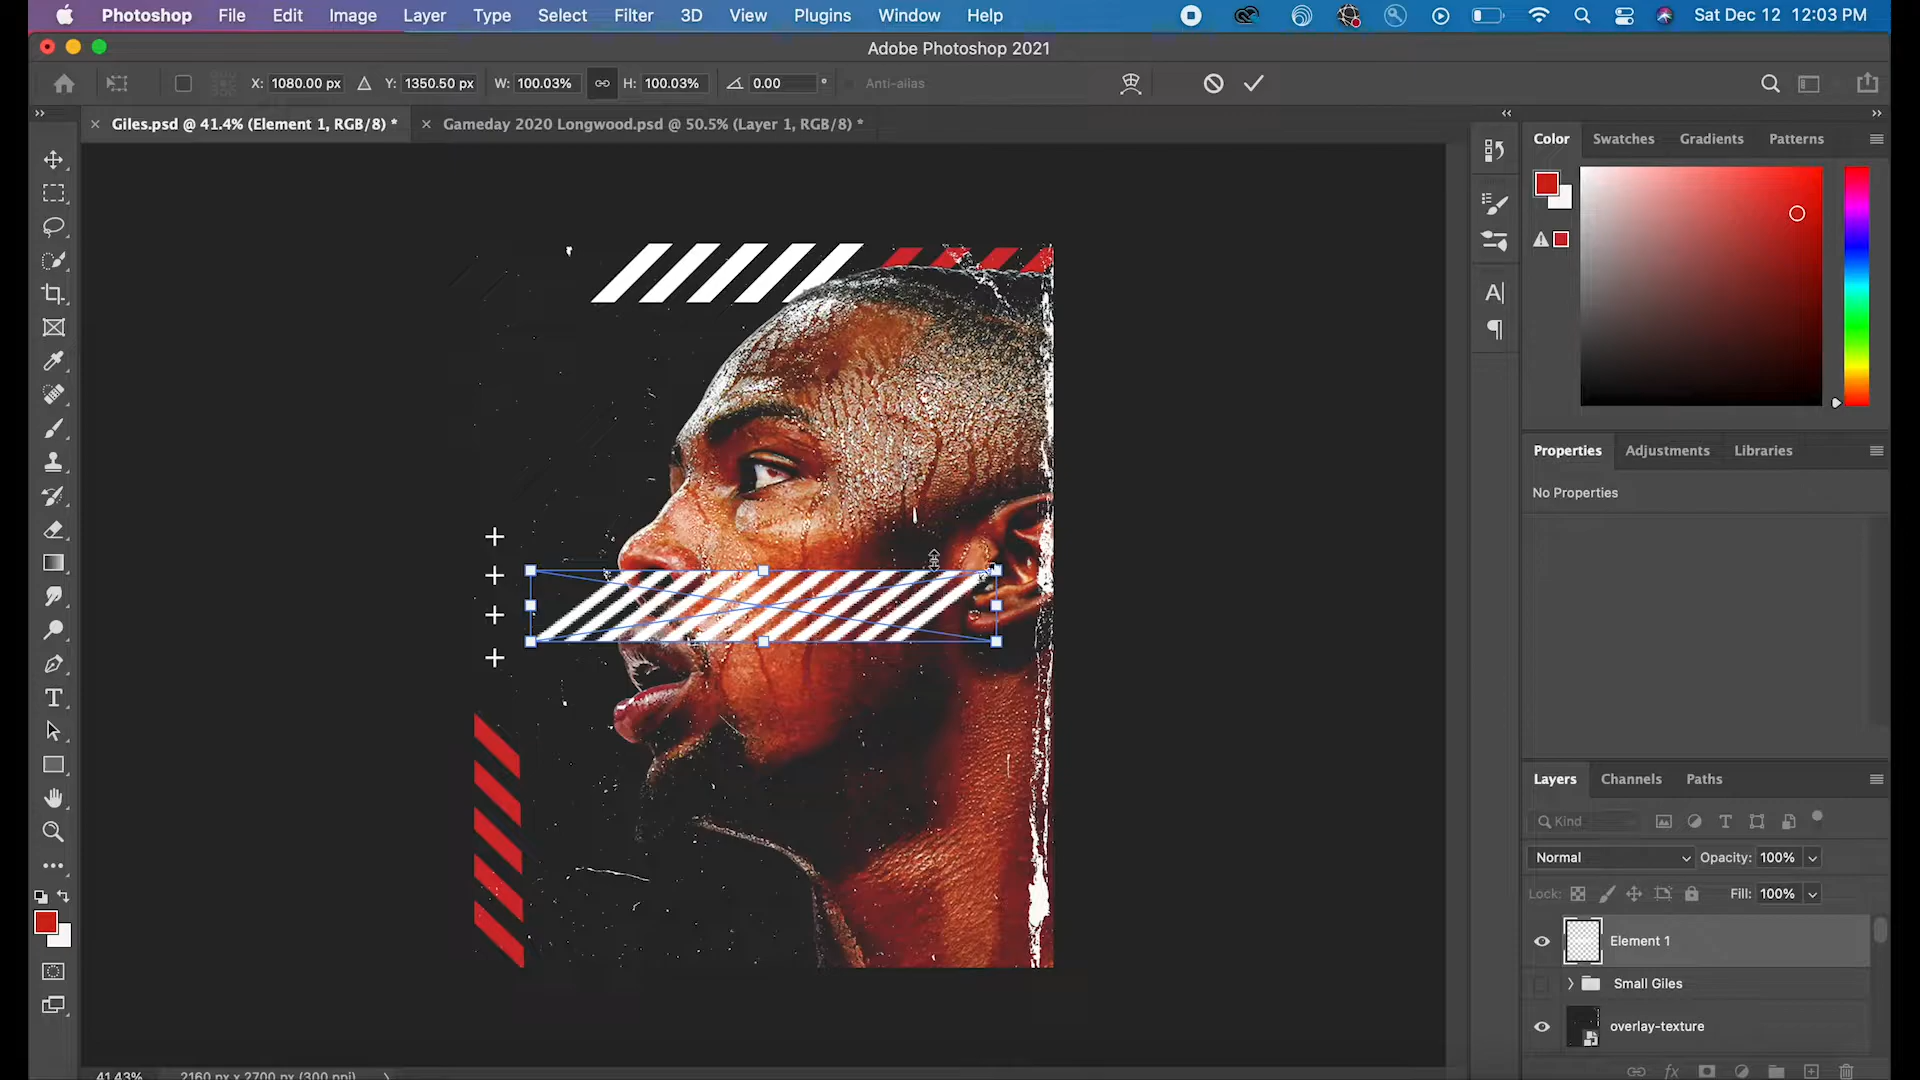 Photoshop File Edit Image Layer Type Select Filter 3D View Plugins Window Help Sat Dec 12 12:03 PM
Adobe Photoshop 2021
X: 1080.00 px Y: 1350.50 px W: 100.03% H: 100.03% 0.00 ° Anti-alias
Giles.psd @ 41.4% (Element 1, RGB/8) * Gameday 2020 Longwood.psd @ 50.5% (Layer 1, RGB/8) *
Color Swatches Gradients Patterns
Properties Adjustments Libraries
No Properties
Layers Channels Paths
Kind
Normal Opacity: 100%
Lock: Fill: 100%
Element 1
Small Giles
overlay-texture
fx
41.43% 2160 px x 2700 px (300 ppi)